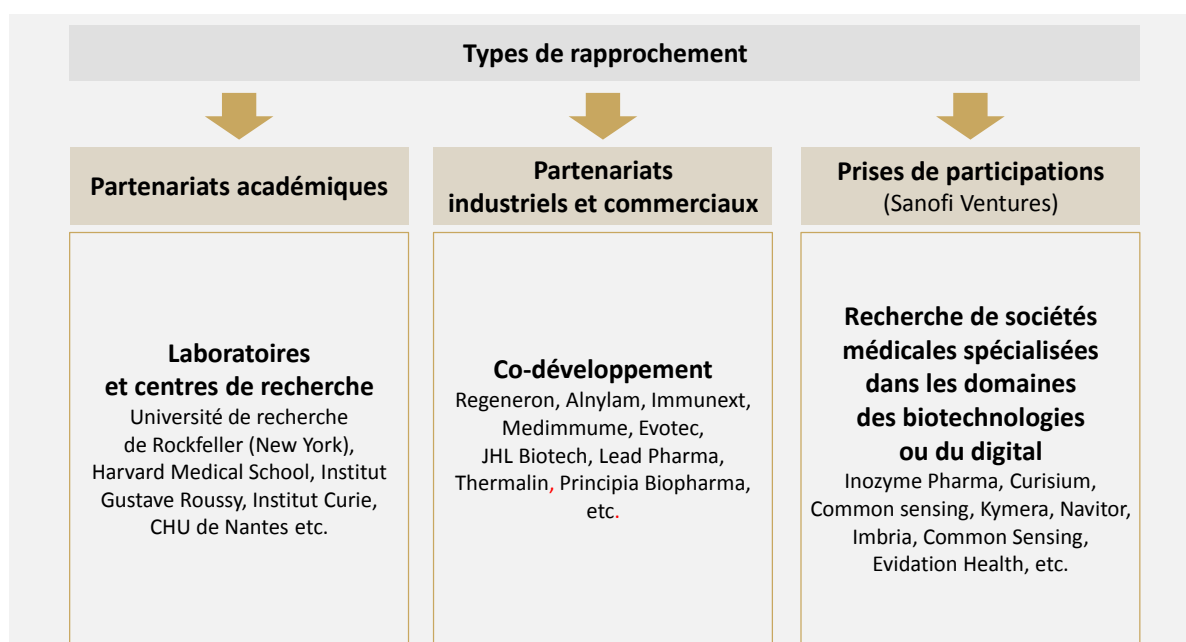 Types de rapprochement
Partenariats académiques
Laboratoires
et centres de recherche
Université de recherche
de Rockfeller (New York),
Harvard Medical School, Institut
Gustave Roussy, Institut Curie,
CHU de Nantes etc.
Partenariats
industriels et commerciaux
Co-développement
Regeneron, Alnylam, Immunext,
Medimmume, Evotec,
JHL Biotech, Lead Pharma,
Thermalin, Principia Biopharma,
etc.
Prises de participations
(Sanofi Ventures)
Recherche de sociétés
médicales spécialisées
dans les domaines
des biotechnologies
ou du digital
Inozyme Pharma, Curisium,
Common sensing, Kymera, Navitor,
Imbria, Common Sensing,
Evidation Health, etc.